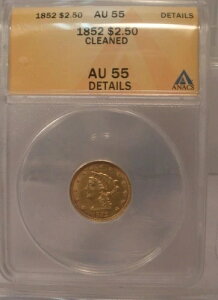 1852 $2.50 AU 55 DETAILS
1852 $2.50
CLEANED
AU 55
DETAILS
ANACS